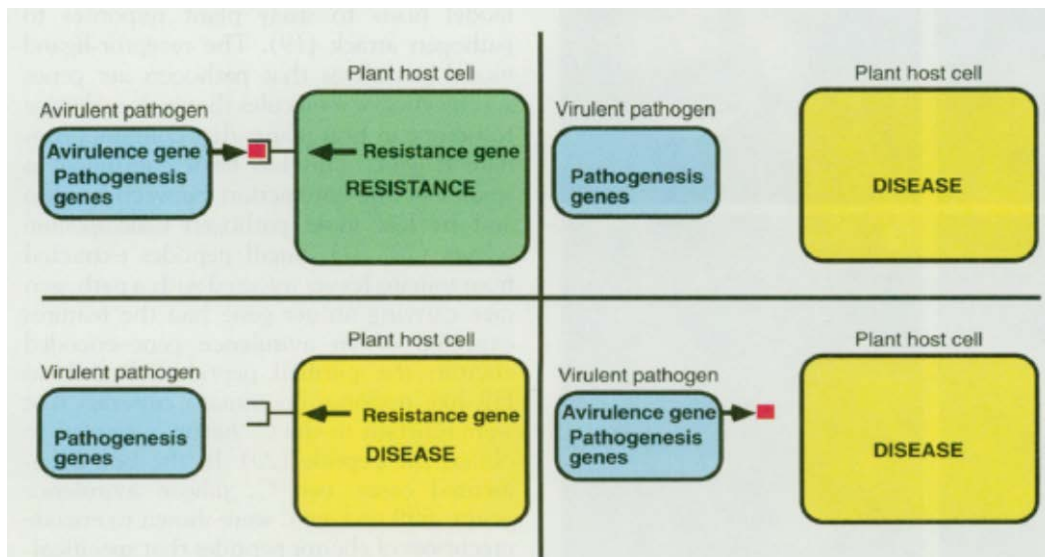 Plant host cell
Avirulent pathogen
Avirulence gene
Pathogenesis
genes
Resistance gene
RESISTANCE
Plant host cell
Virulent pathogen
Pathogenesis
genes
DISEASE
Plant host cell
Virulent pathogen
Pathogenesis
genes
Resistance gene
DISEASE
Plant host cell
Virulent pathogen
Avirulence gene
Pathogenesis
genes
DISEASE